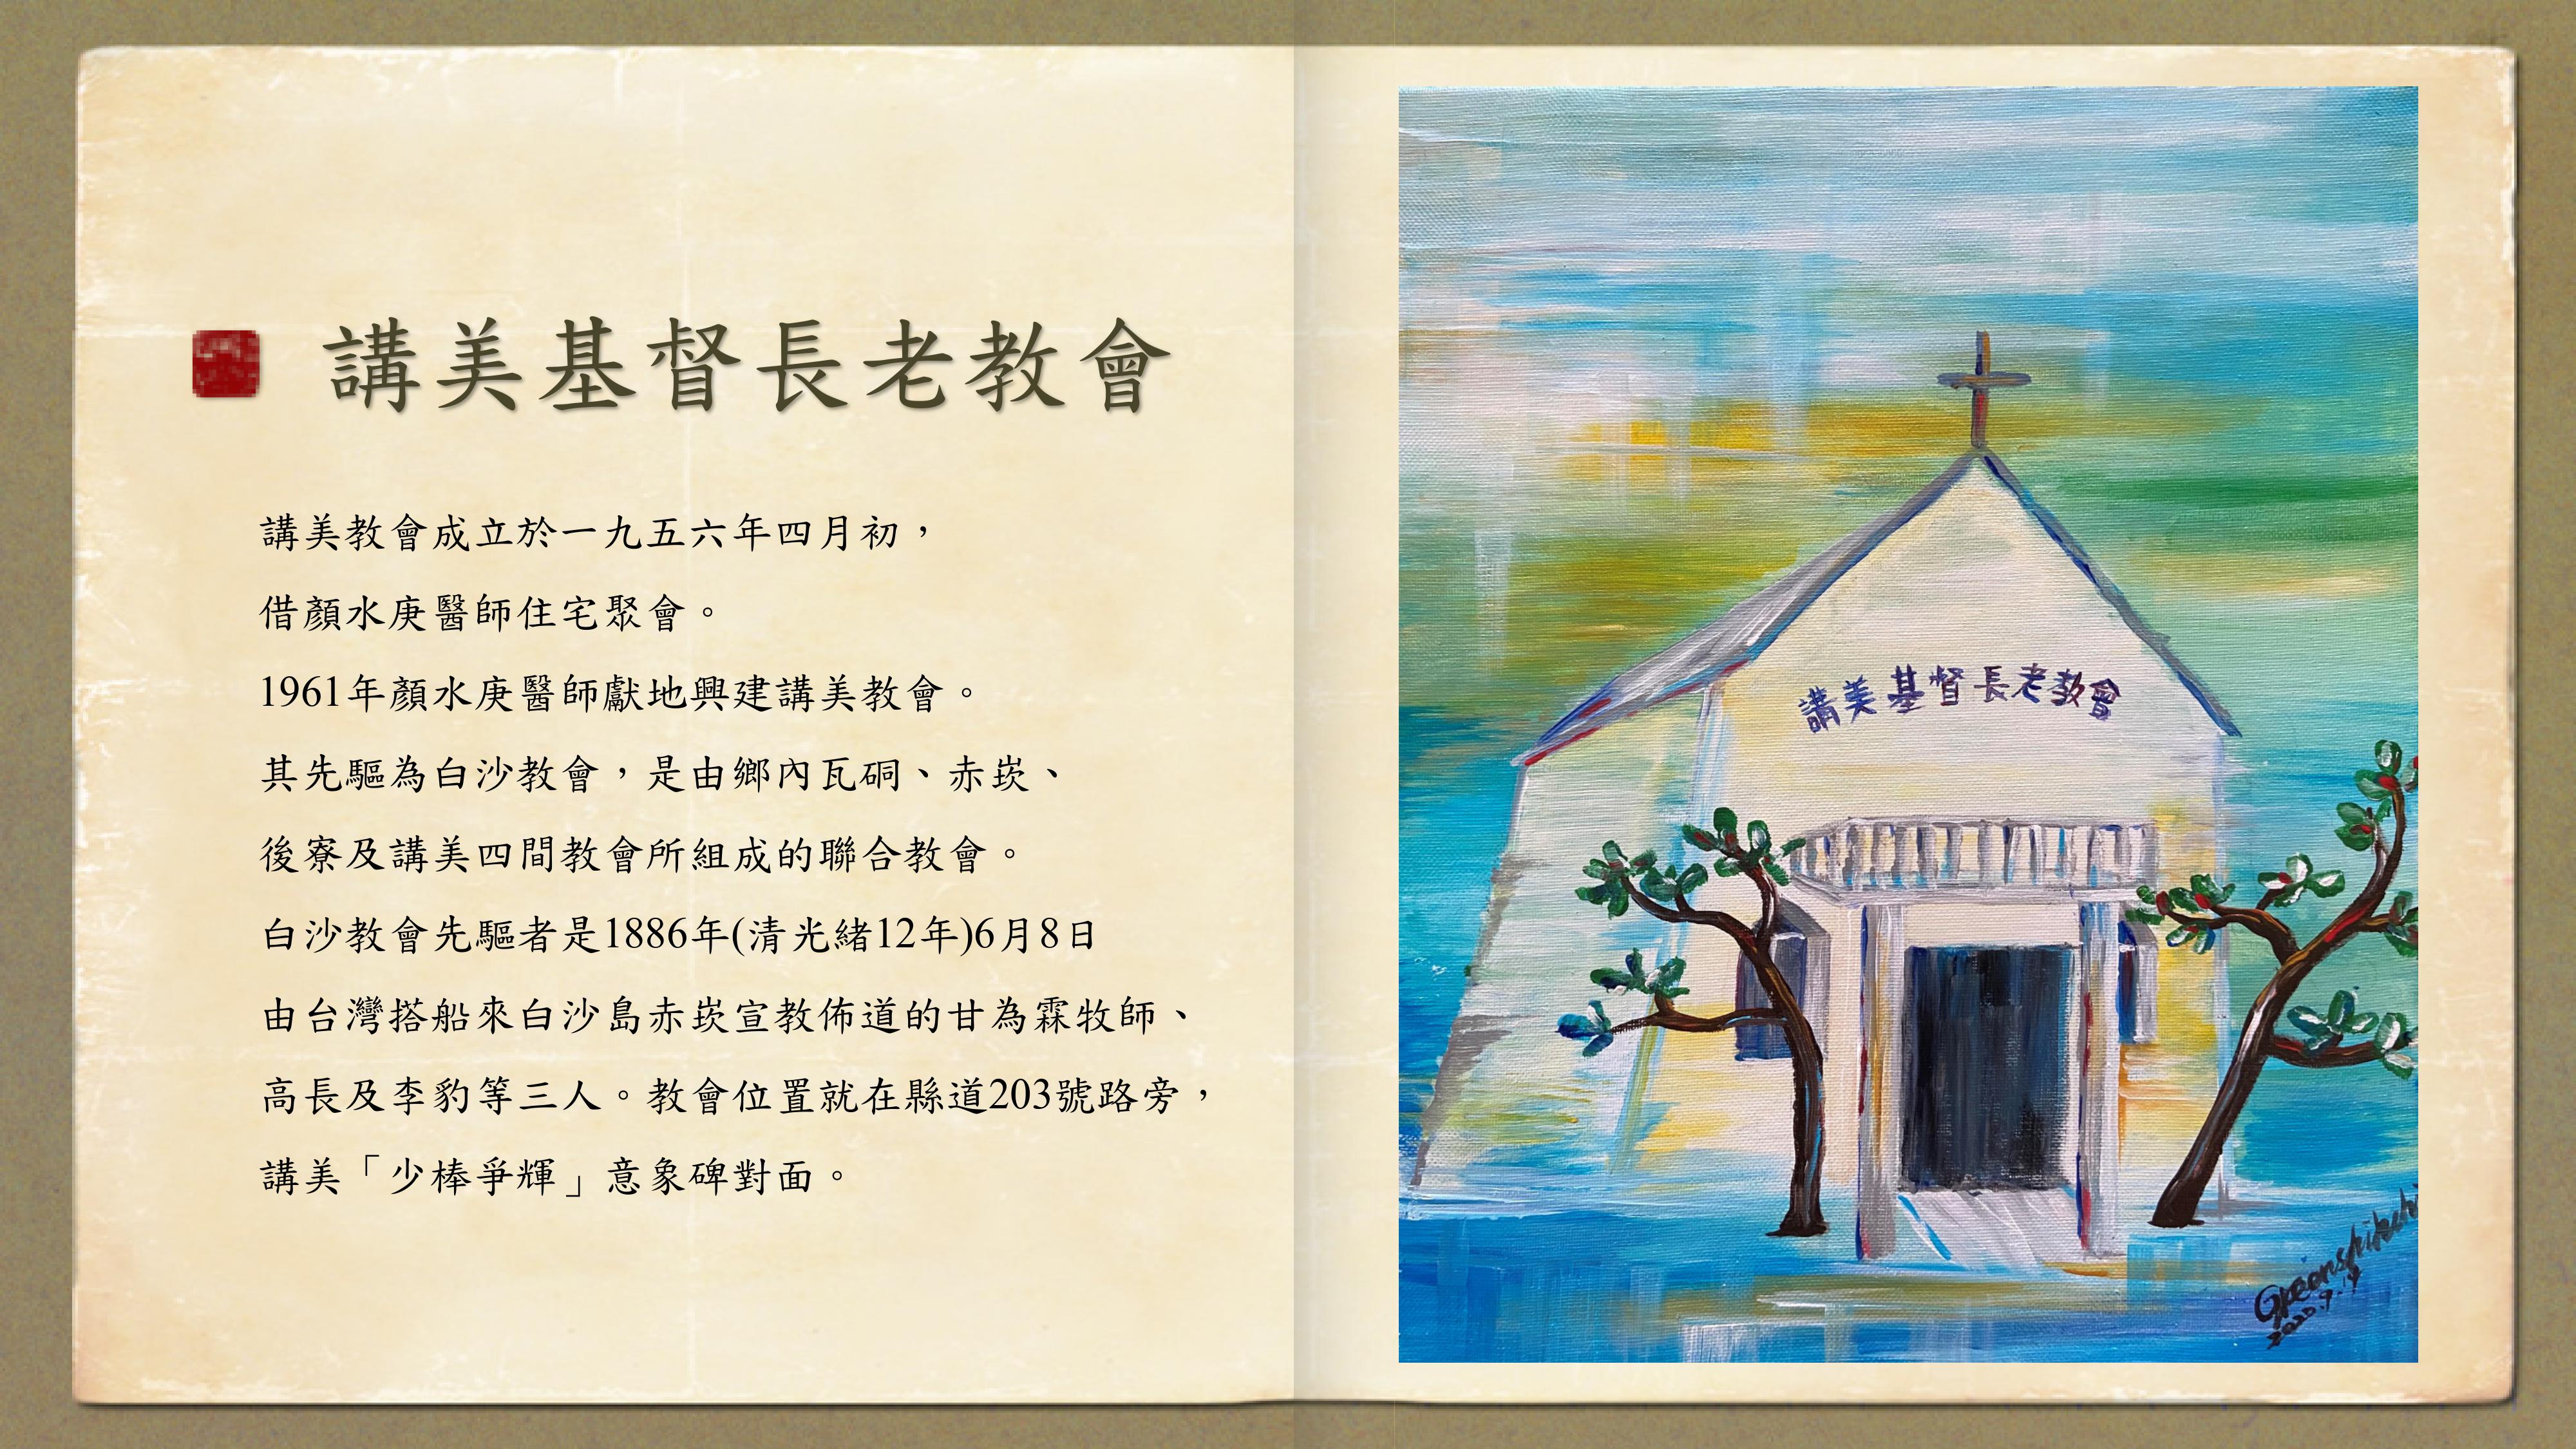 講美基督長老教會
講美教會成立於一九五六年四月初，
借顏水庚醫師住宅聚會。
1961年顏水庚醫師獻地興建講美教會。
其先驅為白沙教會，是由鄉內瓦硐、赤崁、
後寮及講美四間教會所組成的聯合教會。
白沙教會先驅者是1886年(清光緒12年)6月8日
由台灣搭船來白沙島赤崁宣教佈道的甘為霖牧師、
高長及李豹等三人。教會位置就在縣道203號路旁，
講美「少棒爭輝」意象碑對面。
講美基督長老教會
2020.9.19